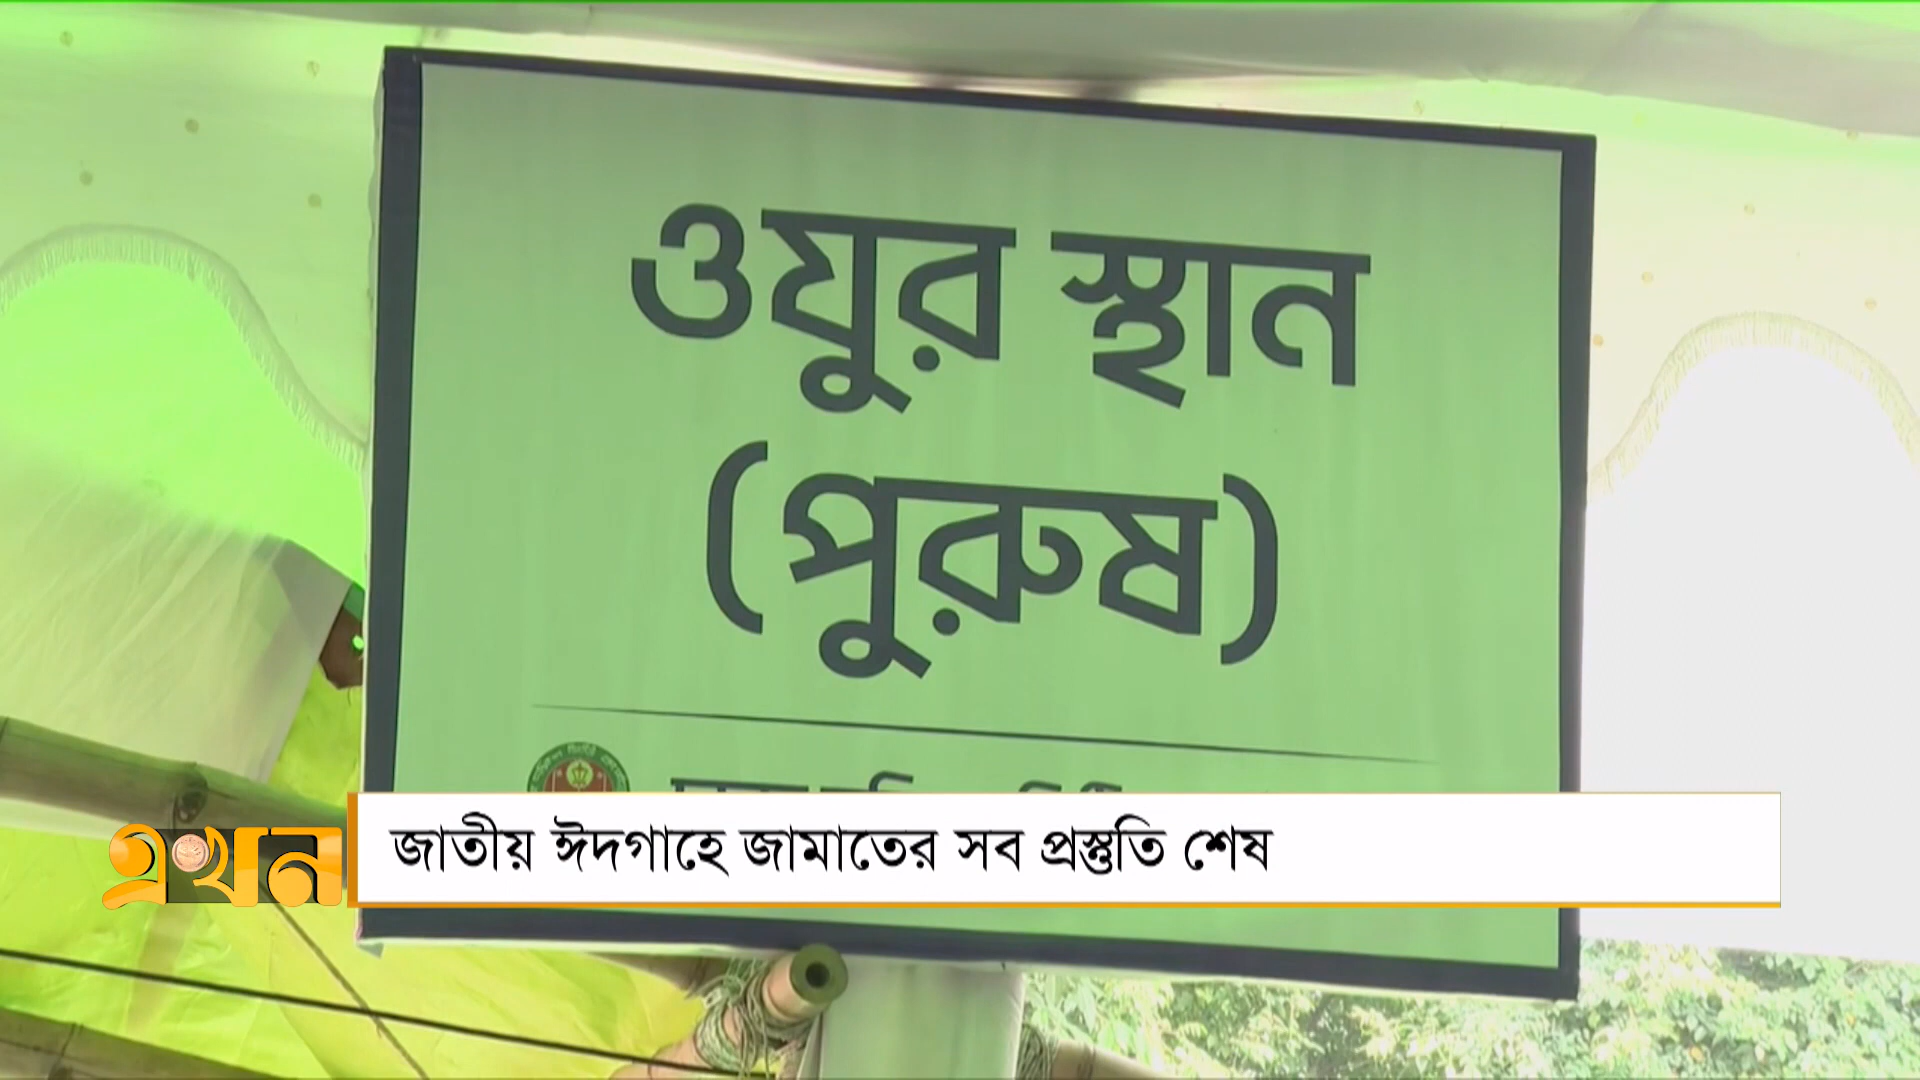 ওযুর স্থান
(পুরুষ)
এখন
জাতীয় ঈদগাহে জামাতের সব প্রস্তুতি শেষ